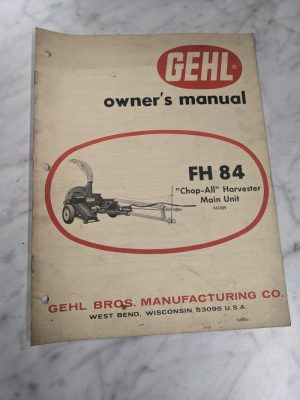 GEHL
owner's manual
FH 84
"Chop-All" Harvester
Main Unit
GEHL BROS. MANUFACTURING CO.
WEST BEND, WISCONSIN 53095 U.S.A.